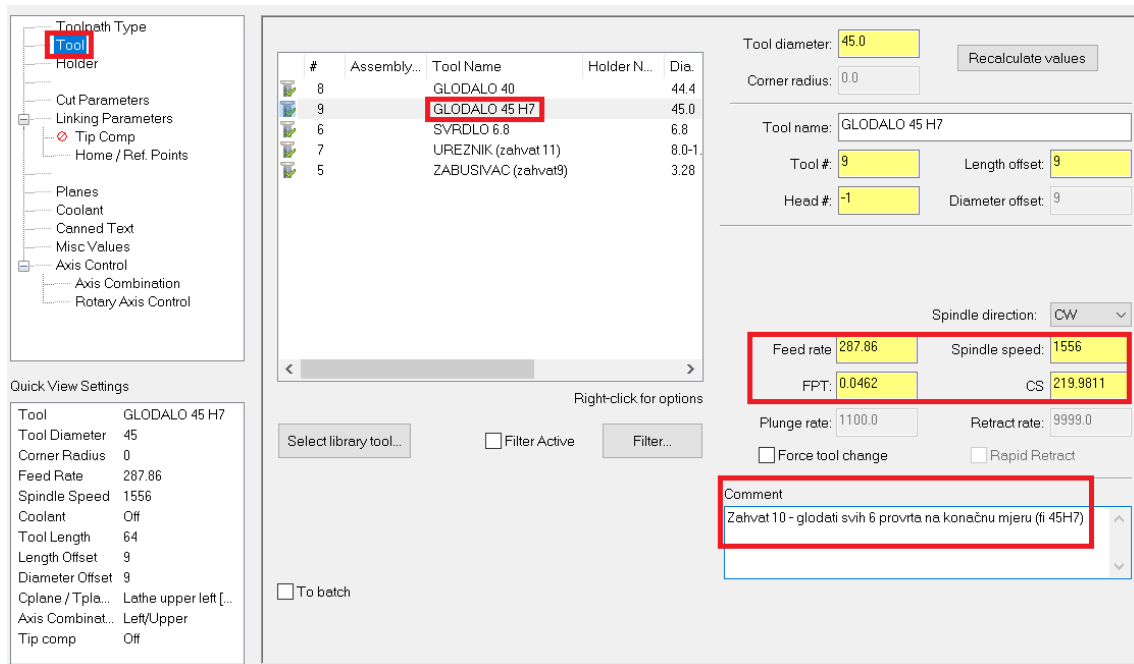 Toolpath Type
Tool
Holder
Cut Parameters
Linking Parameters
Tip Comp
Home / Ref. Points
Planes
Coolant
Canned Text
Misc Values
Axis Control
Axis Combination
Rotary Axis Control
Quick View Settings
Tool GLODALO 45 H7
Tool Diameter 45
Corner Radius 0
Feed Rate 287.86
Spindle Speed 1556
Coolant Off
Tool Length 64
Length Offset 9
Diameter Offset 9
Cplane / Tpla... Lathe upper left [...
Axis Combinat... Left/Upper
Tip comp Off
# Assembly... Tool Name Holder N... Dia.
8 GLODALO 40 44.4
9 GLODALO 45 H7 45.0
6 SVRDLO 6.8 6.8
7 UREZNIK (zahvat 11) 8.0-1.
5 ZABUSIVAC (zahvat9) 3.28
Right-click for options
Select library tool...
Filter Active
Filter...
To batch
Tool diameter: 45.0
Recalculate values
Corner radius: 0.0
Tool name: GLODALO 45 H7
Tool #: 9 Length offset: 9
Head #: -1 Diameter offset: 9
Spindle direction: CW
Feed rate 287.86 Spindle speed: 1556
FPT: 0.0462 CS 219.9811
Plunge rate: 1100.0 Retract rate: 9999.0
Force tool change Rapid Retract
Comment
Zahvat 10 - glodati svih 6 provrta na konačnu mjeru (fi 45H7)